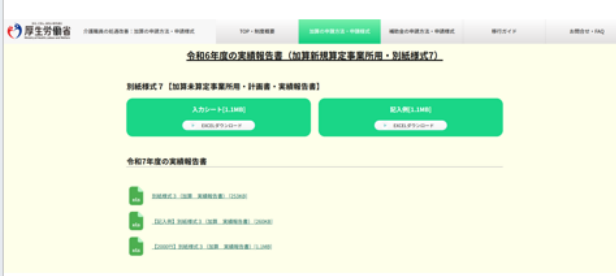 厚生労働省
介護職員の処遇改善：加算の申請方法・申請様式
TOP・制度概要
加算の申請方法・申請様式
補助金の申請方法・申請様式
移行ガイド
お問合せ・FAQ
令和6年度の実績報告書（加算新規算定事業所用・別紙様式7）
別紙様式７【加算未算定事業所用・計画書・実績報告書】
入力シート[1.1MB]
EXCELダウンロード
記入例[1.1MB]
EXCELダウンロード
令和7年度の実績報告書
別紙様式３（加算　実績報告書）(253KB)
【記入例】別紙様式３（加算　実績報告書）(260KB)
【2000行】別紙様式３（加算　実績報告書）(1.1MB)